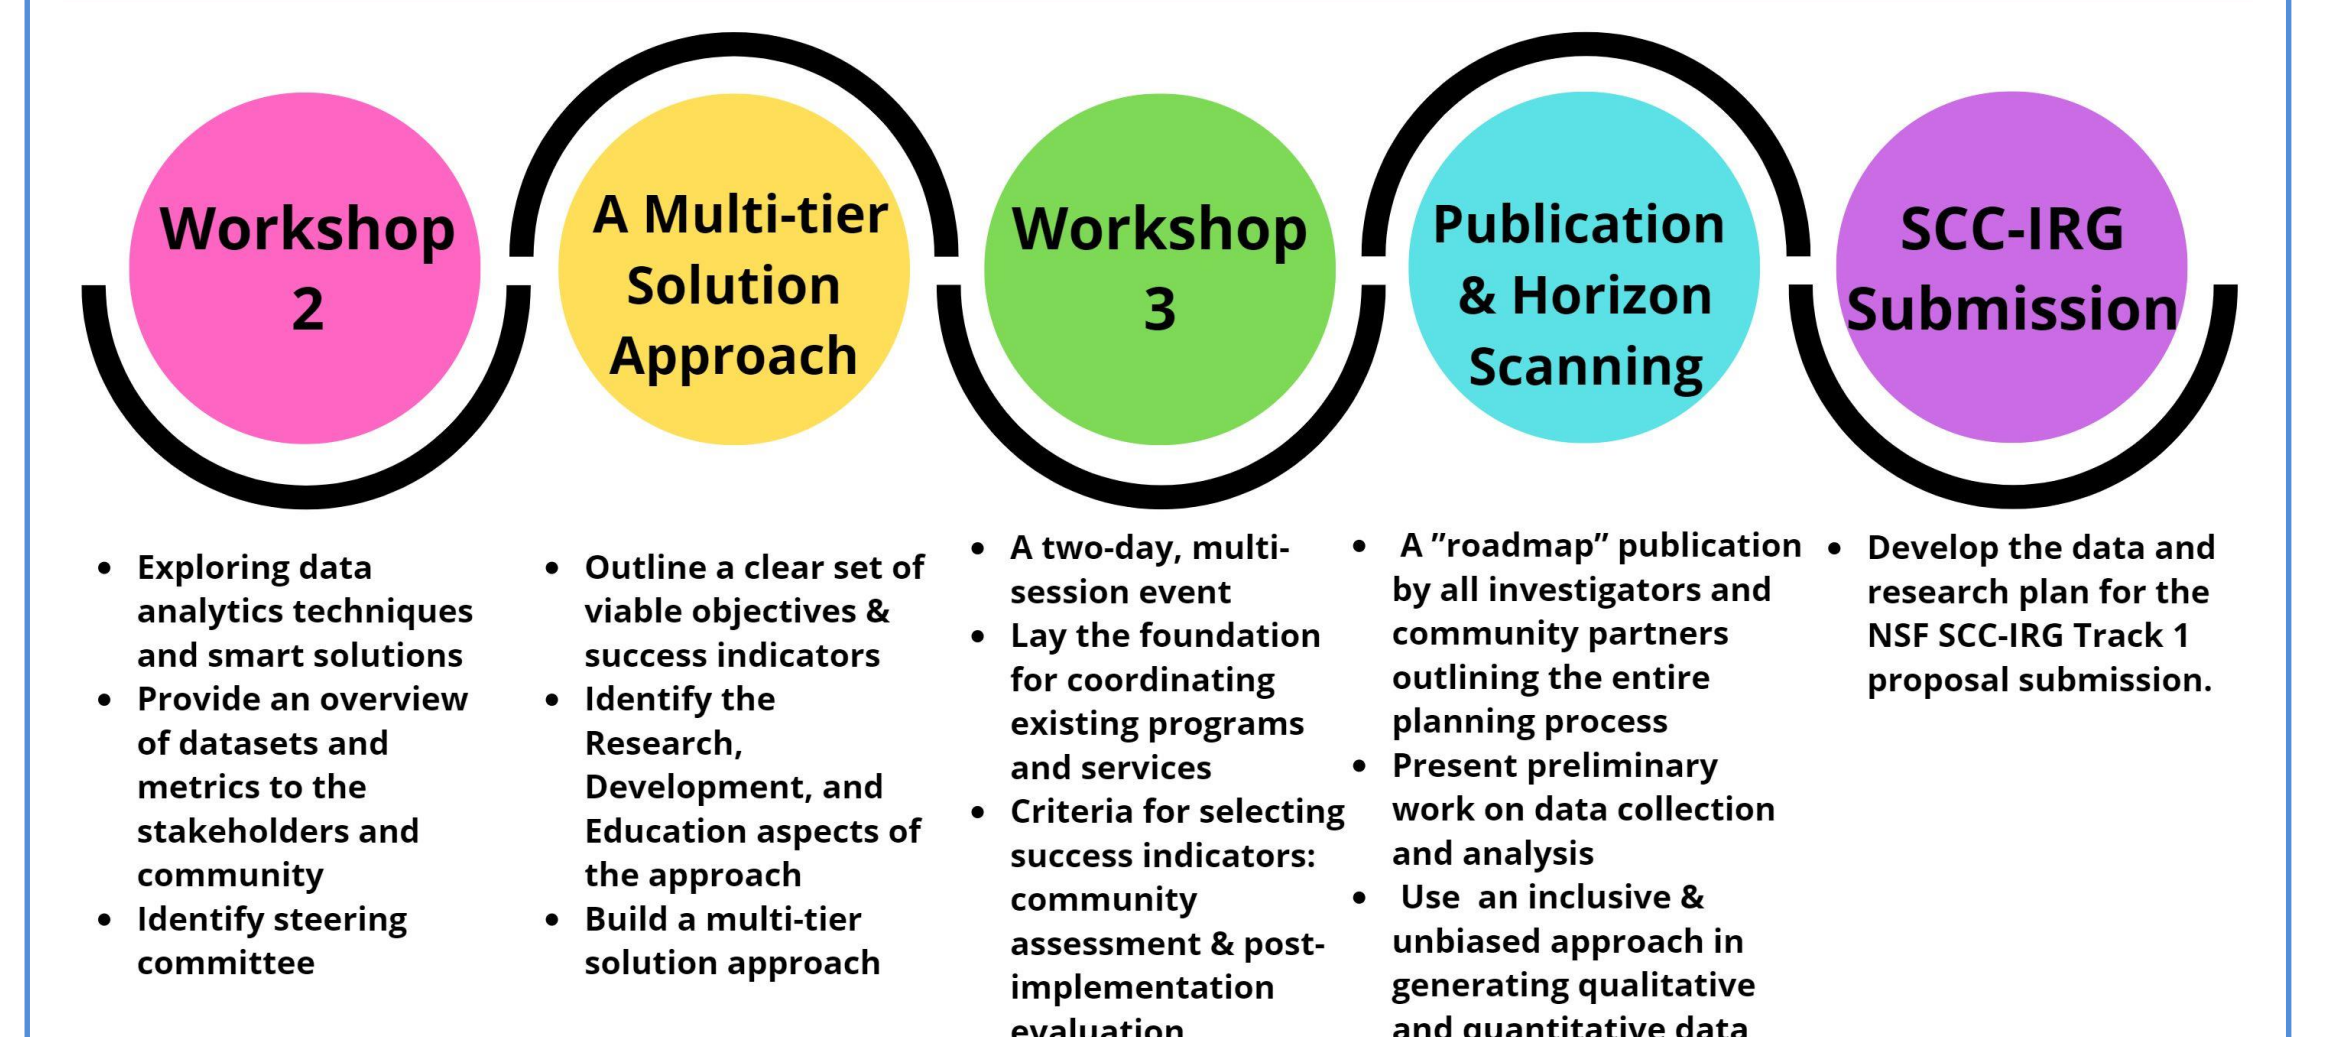 Workshop
2
A Multi-tier
Solution
Approach
Workshop
3
Publication
& Horizon
Scanning
SCC-IRG
Submission
• Exploring data
analytics techniques
and smart solutions
• Provide an overview
of datasets and
metrics to the
stakeholders and
community
• Identify steering
committee
• Outline a clear set of
viable objectives &
success indicators
• Identify the
Research,
Development, and
Education aspects of
the approach
• Build a multi-tier
solution approach
• A two-day, multi-
session event
• Lay the foundation
for coordinating
existing programs
and services
• Criteria for selecting
success indicators:
community
assessment & post-
implementation
evaluation
• A ”roadmap” publication
by all investigators and
community partners
outlining the entire
planning process
• Present preliminary
work on data collection
and analysis
• Use an inclusive &
unbiased approach in
generating qualitative
and quantitative data
• Develop the data and
research plan for the
NSF SCC-IRG Track 1
proposal submission.